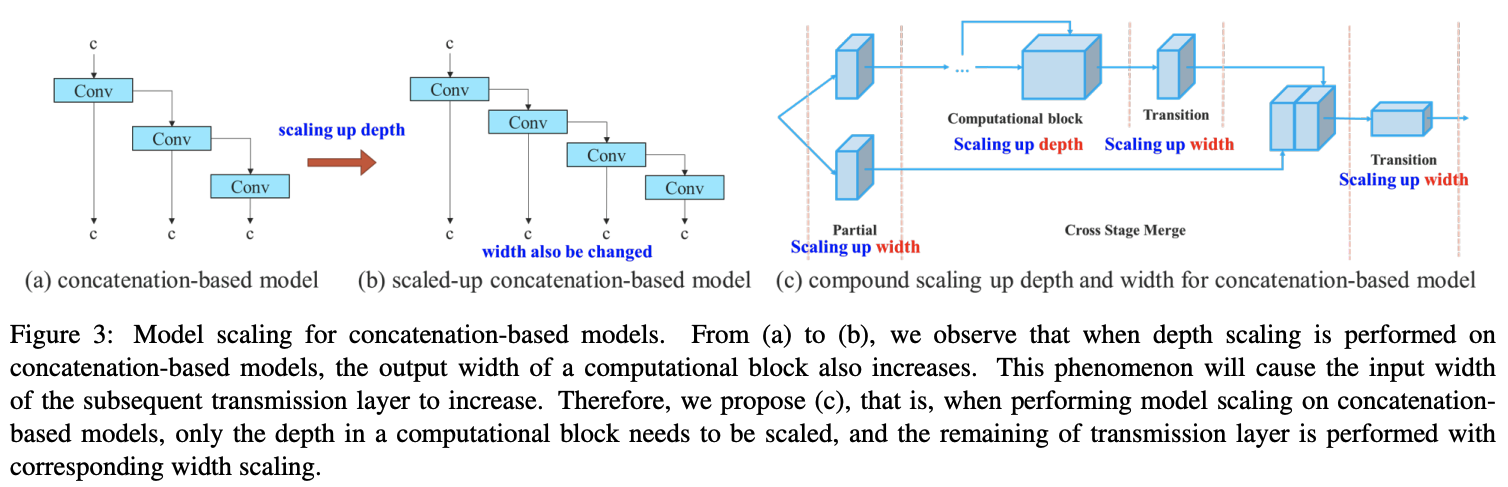 c
Conv
Conv
Conv
c
c
c
scaling up depth
c
Conv
Conv
Conv
Conv
c
c
c
c
width also be changed
...
Computational block
Scaling up depth
Transition
Scaling up width
Partial
Scaling up width
Cross Stage Merge
Transition
Scaling up width
(a) concatenation-based model
(b) scaled-up concatenation-based model
(c) compound scaling up depth and width for concatenation-based model
Figure 3: Model scaling for concatenation-based models. From (a) to (b), we observe that when depth scaling is performed on
concatenation-based models, the output width of a computational block also increases. This phenomenon will cause the input width
of the subsequent transmission layer to increase. Therefore, we propose (c), that is, when performing model scaling on concatenation-
based models, only the depth in a computational block needs to be scaled, and the remaining of transmission layer is performed with
corresponding width scaling.